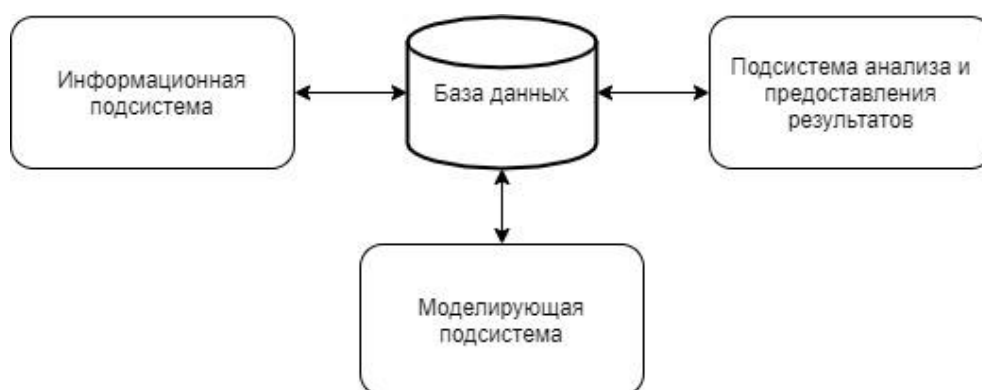 Информационная
подсистема
База данных
Подсистема анализа и
предоставления
результатов
Моделирующая
подсистема